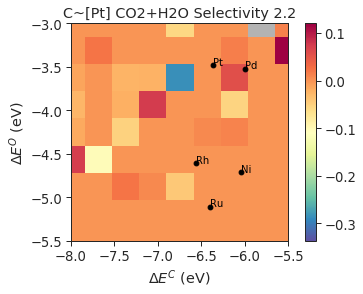 C~[Pt] CO2+H2O Selectivity 2.2
−3.0
−3.5
−4.0
−4.5
−5.0
−5.5
ΔE^O (eV)
Pt
Pd
Rh
Ni
Ru
−8.0 −7.5 −7.0 −6.5 −6.0 −5.5
ΔE^C (eV)
0.0
−0.1
−0.2
−0.3